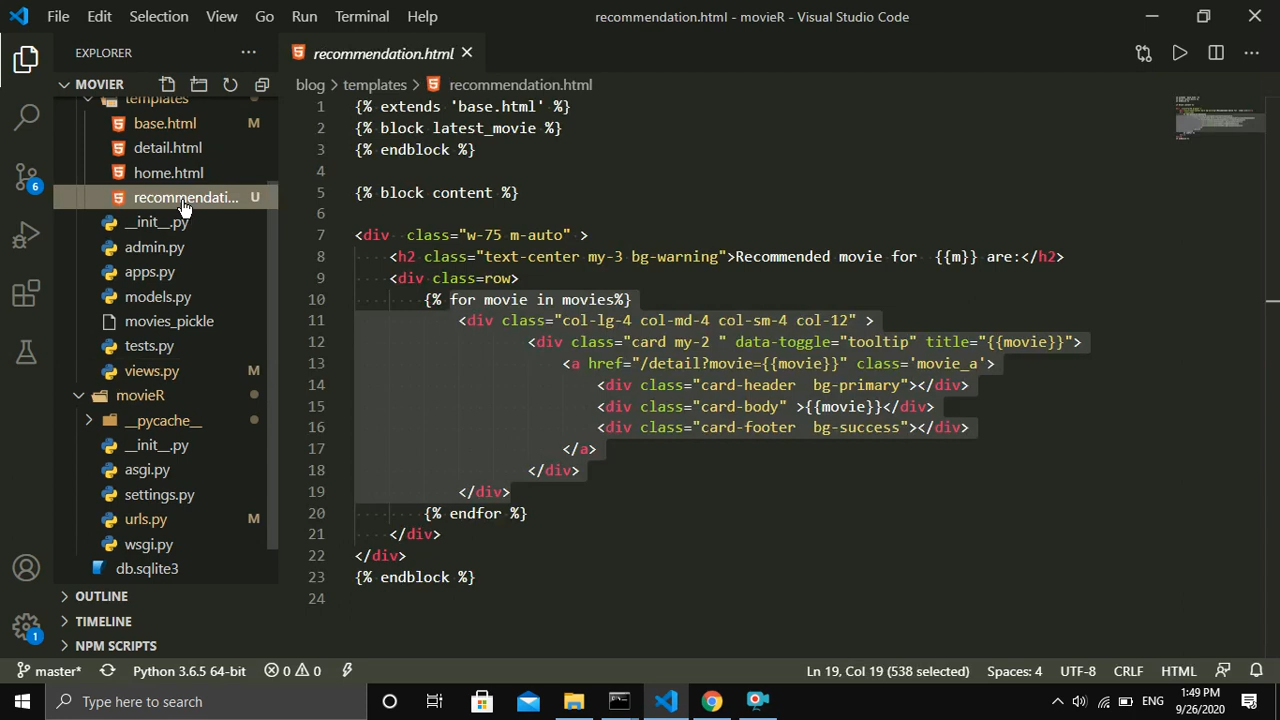 File Edit Selection View Go Run Terminal Help
recommendation.html - movieR - Visual Studio Code
EXPLORER
MOVIER
templates
base.html M
detail.html
home.html
recommendati... U
__init__.py
admin.py
apps.py
models.py
movies_pickle
tests.py
views.py
movieR
__pycache__
__init__.py
asgi.py
settings.py
urls.py M
wsgi.py
db.sqlite3
OUTLINE
TIMELINE
NPM SCRIPTS
6
1
recommendation.html
blog > templates > recommendation.html
1 {% extends 'base.html' %}
2 {% block latest_movie %}
3 {% endblock %}
4
5 {% block content %}
6
7 <div class="w-75 m-auto" >
8 <h2 class="text-center my-3 bg-warning">Recommended movie for {{m}} are:</h2>
9 <div class=row>
10 {% for movie in movies%}
11 <div class="col-lg-4 col-md-4 col-sm-4 col-12" >
12 <div class="card my-2 " data-toggle="tooltip" title="{{movie}}">
13 <a href="/detail?movie={{movie}}" class='movie_a'>
14 <div class="card-header bg-primary"></div>
15 <div class="card-body" >{{movie}}</div>
16 <div class="card-footer bg-success"></div>
17 </a>
18 </div>
19 </div>
20 {% endfor %}
21 </div>
22 </div>
23 {% endblock %}
24
master* Python 3.6.5 64-bit 0 0 Ln 19, Col 19 (538 selected) Spaces: 4 UTF-8 CRLF HTML
Type here to search
ENG
1:49 PM
9/26/2020